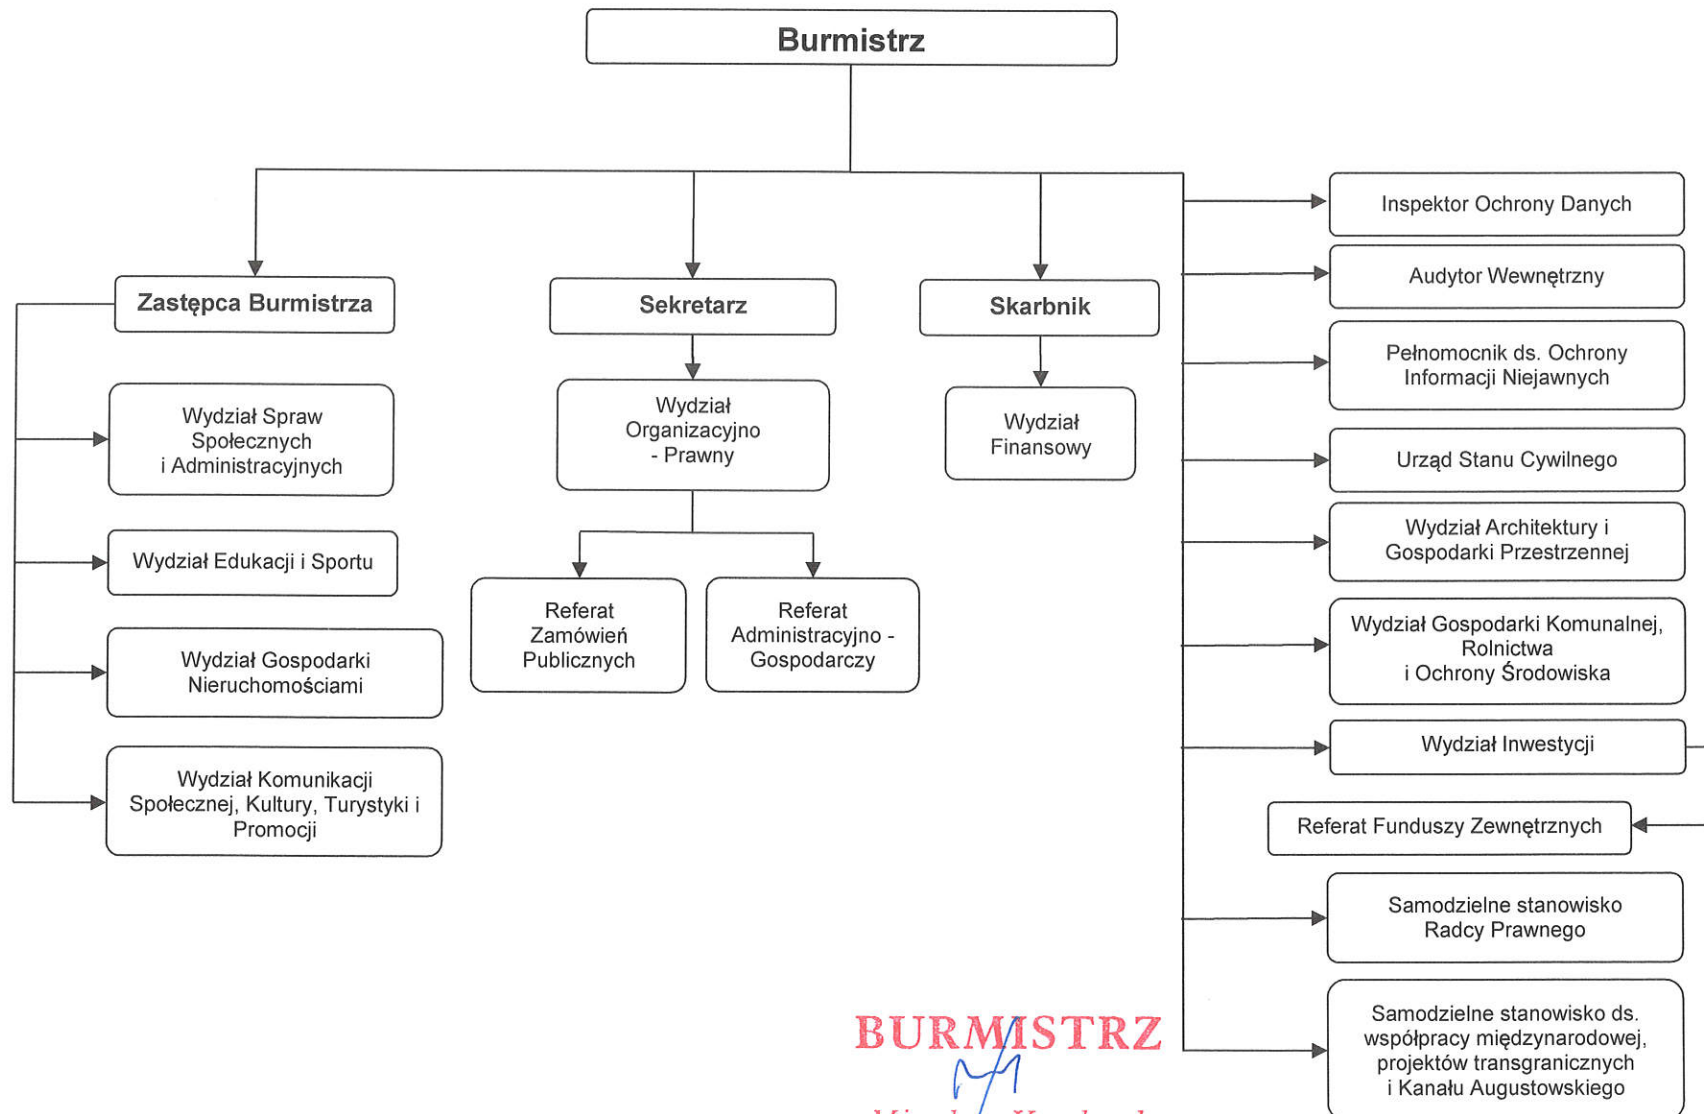 Burmistrz
Zastępca Burmistrza
Wydział Spraw
Społecznych
i Administracyjnych
Wydział Edukacji i Sportu
Wydział Gospodarki
Nieruchomościami
Wydział Komunikacji
Społecznej, Kultury, Turystyki i
Promocji
Sekretarz
Wydział
Organizacyjno
- Prawny
Referat
Zamówień
Publicznych
Referat
Administracyjno -
Gospodarczy
Skarbnik
Wydział
Finansowy
Inspektor Ochrony Danych
Audytor Wewnętrzny
Pełnomocnik ds. Ochrony
Informacji Niejawnych
Urząd Stanu Cywilnego
Wydział Architektury i
Gospodarki Przestrzennej
Wydział Gospodarki Komunalnej,
Rolnictwa
i Ochrony Środowiska
Wydział Inwestycji
Referat Funduszy Zewnętrznych
Samodzielne stanowisko
Radcy Prawnego
Samodzielne stanowisko ds.
współpracy międzynarodowej,
projektów transgranicznych
i Kanału Augustowskiego
BURMISTRZ